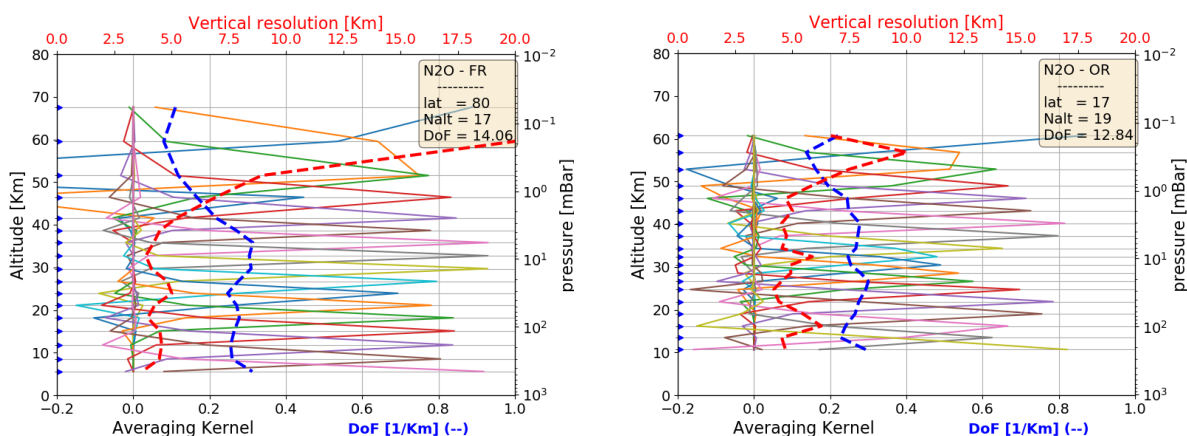 Vertical resolution [Km]
0.0 2.5 5.0 7.5 10.0 12.5 15.0 17.5 20.0
80
70
60
50
40
30
20
10
0
Altitude [Km]
N2O - FR
----------
lat = 80
Nalt = 17
DoF = 14.06
10⁻²
10⁻¹
10⁰
10¹
10²
10³
pressure [mBar]
−0.2 0.0 0.2 0.4 0.6 0.8 1.0
Averaging Kernel DoF [1/Km] (--)
Vertical resolution [Km]
0.0 2.5 5.0 7.5 10.0 12.5 15.0 17.5 20.0
80
70
60
50
40
30
20
10
0
Altitude [Km]
N2O - OR
----------
lat = 17
Nalt = 19
DoF = 12.84
10⁻²
10⁻¹
10⁰
10¹
10²
10³
pressure [mBar]
−0.2 0.0 0.2 0.4 0.6 0.8 1.0
Averaging Kernel DoF [1/Km] (--)